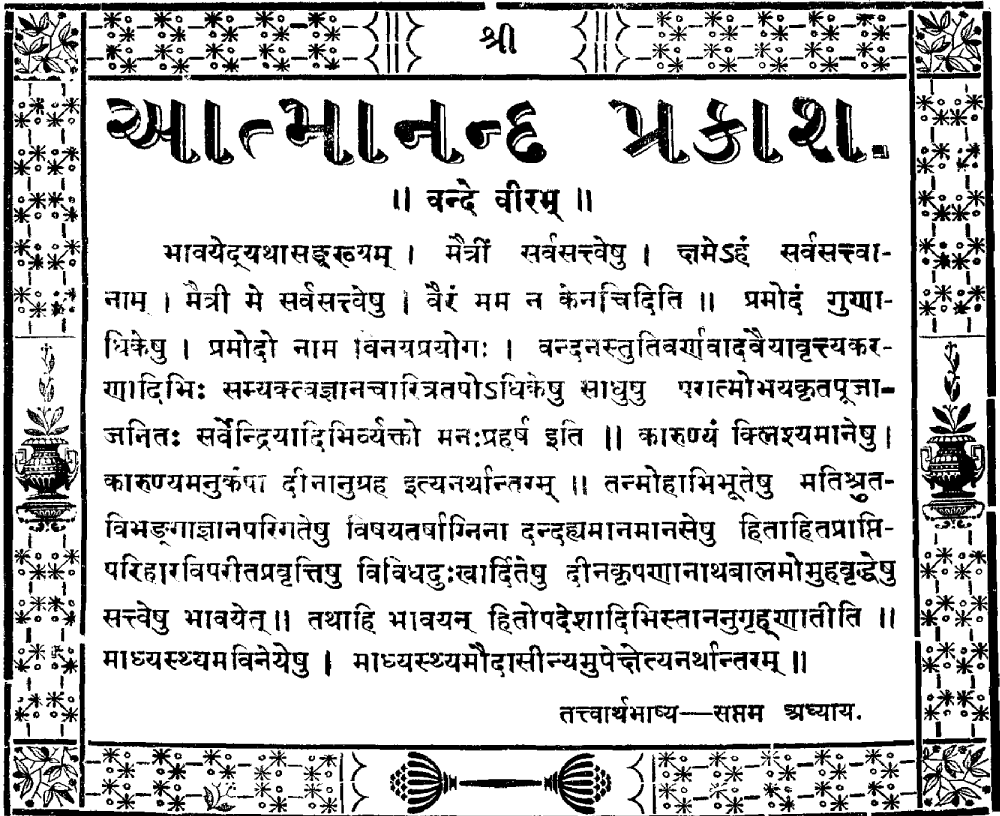 श्री
આત્માનન્દ પ્રકાશ.
॥ वन्दे वीरम् ॥
भावयेद्यथासङ्ख्यम् । मैत्रीं सर्वसत्त्वेषु । क्षमेऽहं सर्वसत्त्वा-
नाम् । मैत्री मे सर्वसत्त्वेषु । वैरं मम न केनचिदिति ॥ प्रमोदं गुणा-
धिकेषु । प्रमोदो नाम विनयप्रयोगः । वन्दनस्तुतिवर्णवादवैयावृत्त्यकर-
णादिभिः सम्यक्त्वज्ञानचारित्रतपोऽधिकेषु साधुषु परात्मोभयकृतपूजा-
जनितः सर्वेन्द्रियादिभिर्व्यक्तो मनःप्रहर्ष इति ॥ कारुण्यं क्लिश्यमानेषु ।
कारुण्यमनुकंपा दीनानुग्रह इत्यनर्थान्तरम् ॥ तन्मोहाभिभूतेषु मतिश्रुत-
विभङ्गाज्ञानपरिगतेषु विषयतर्षाग्निना दन्दह्यमानमानसेषु हिताहितप्राप्ति-
परिहारविपरीतप्रवृत्तिषु विविधदुःखार्दितेषु दीनकृपणानाथबालमोमुहवृद्धेषु
सत्त्वेषु भावयेत् ॥ तथाहि भावयन् हितोपदेशादिभिस्ताननुगृह्णातीति ॥
माध्यस्थ्यमविनेयेषु । माध्यस्थ्यमौदासीन्यमुपेक्षेत्यनर्थान्तरम् ॥
तत्त्वार्थभाष्य—सप्तम अध्याय.